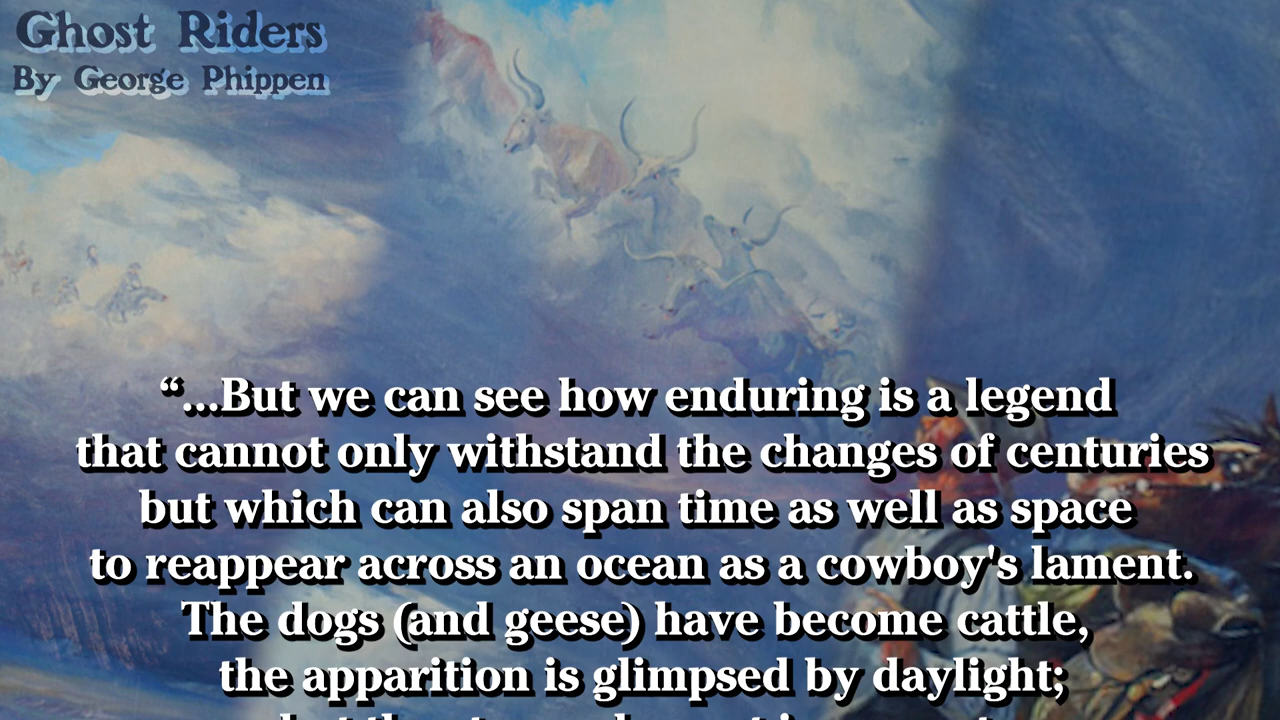 Ghost Riders
By George Phippen
“...But we can see how enduring is a legend
that cannot only withstand the changes of centuries
but which can also span time as well as space
to reappear across an ocean as a cowboy's lament.
The dogs (and geese) have become cattle,
the apparition is glimpsed by daylight;